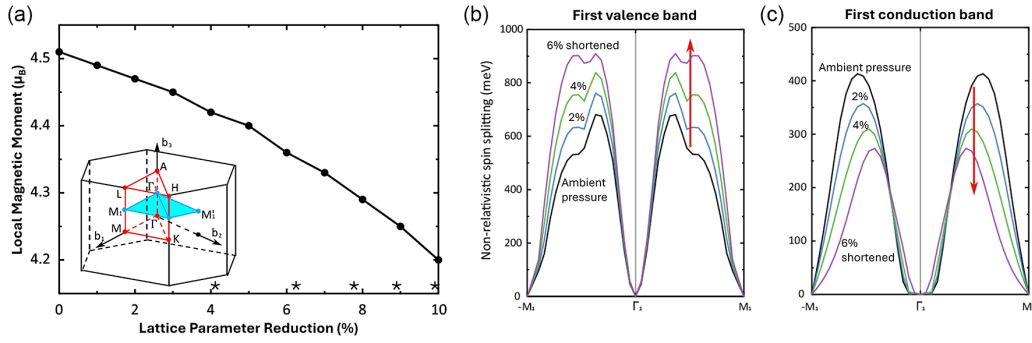 (a)
Local Magnetic Moment (μB)
4.5
4.4
4.3
4.2
b₃
A
L
Γ₁
H
M₁
M₁'
M
Γ
K
b₁
b₂
* * * * *
0 2 4 6 8 10
Lattice Parameter Reduction (%)
(b)
First valence band
Non-relativistic spin splitting (meV)
1000
800
600
400
200
0
6% shortened
4%
2%
Ambient
pressure
-M₁ Γ₁ M₁
(c)
First conduction band
500
400
300
200
100
0
Ambient pressure
2%
4%
6%
shortened
-M₁ Γ₁ M